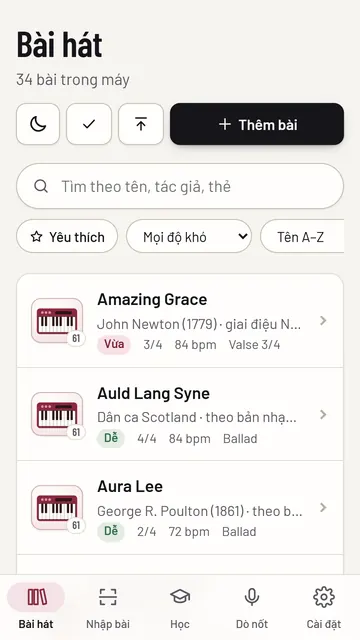 Bài hát
34 bài trong máy
Thêm bài
Tìm theo tên, tác giả, thẻ
Yêu thích
Mọi độ khó
Tên A–Z
Amazing Grace
John Newton (1779) · giai điệu N...
61
Vừa 3/4 84 bpm Valse 3/4
Auld Lang Syne
Dân ca Scotland · theo bản nhạ...
61
Dễ 4/4 84 bpm Ballad
Aura Lee
George R. Poulton (1861) · theo b...
61
Dễ 2/4 72 bpm Ballad
Bài hát
Nhập bài
Học
Dò nốt
Cài đặt